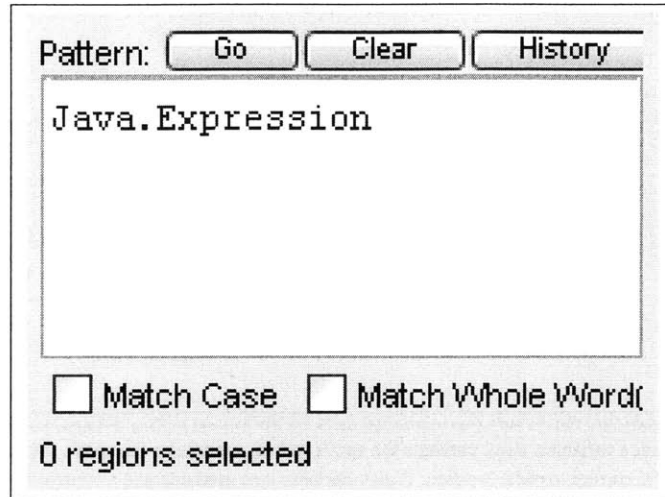 Pattern: Go Clear History
Java.Expression
Match Case Match Whole Word(
0 regions selected